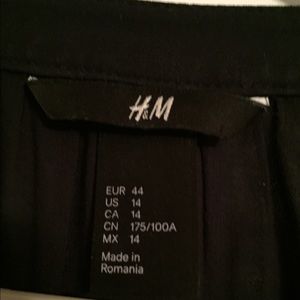 H&M
EUR 44
US 14
CA 14
CN 175/100A
MX 14
Made in
Romania